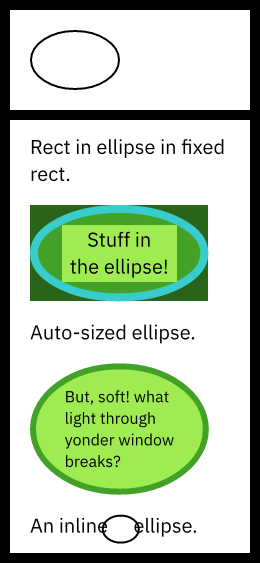 Rect in ellipse in fixed
rect.
Stuff in
the ellipse!
Auto-sized ellipse.
But, soft! what
light through
yonder window
breaks?
An inline ellipse.